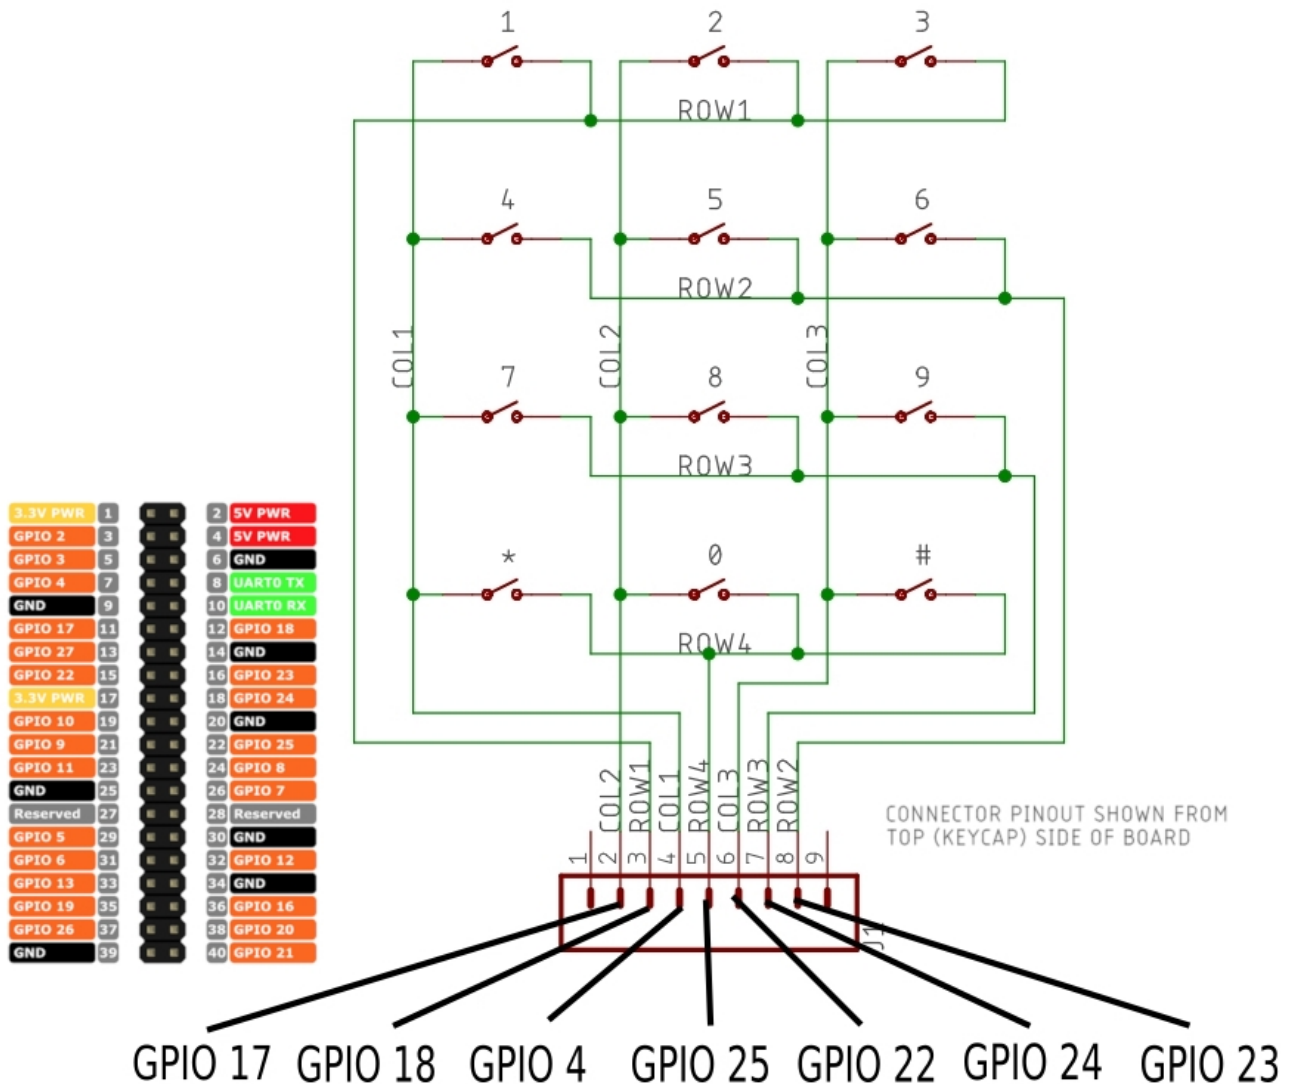 1 2 3
ROW1
4 5 6
ROW2
COL1 COL2 COL3
7 8 9
ROW3
* 0 #
ROW4
3.3V PWR 1 2 5V PWR
GPIO 2 3 4 5V PWR
GPIO 3 5 6 GND
GPIO 4 7 8 UART0 TX
GND 9 10 UART0 RX
GPIO 17 11 12 GPIO 18
GPIO 27 13 14 GND
GPIO 22 15 16 GPIO 23
3.3V PWR 17 18 GPIO 24
GPIO 10 19 20 GND
GPIO 9 21 22 GPIO 25
GPIO 11 23 24 GPIO 8
GND 25 26 GPIO 7
Reserved 27 28 Reserved
GPIO 5 29 30 GND
GPIO 6 31 32 GPIO 12
GPIO 13 33 34 GND
GPIO 19 35 36 GPIO 16
GPIO 26 37 38 GPIO 20
GND 39 40 GPIO 21
COL2 ROW1 COL1 ROW4 COL3 ROW3 ROW2
1 2 3 4 5 6 7 8 9
CONNECTOR PINOUT SHOWN FROM
TOP (KEYCAP) SIDE OF BOARD
J1
GPIO 17 GPIO 18 GPIO 4 GPIO 25 GPIO 22 GPIO 24 GPIO 23